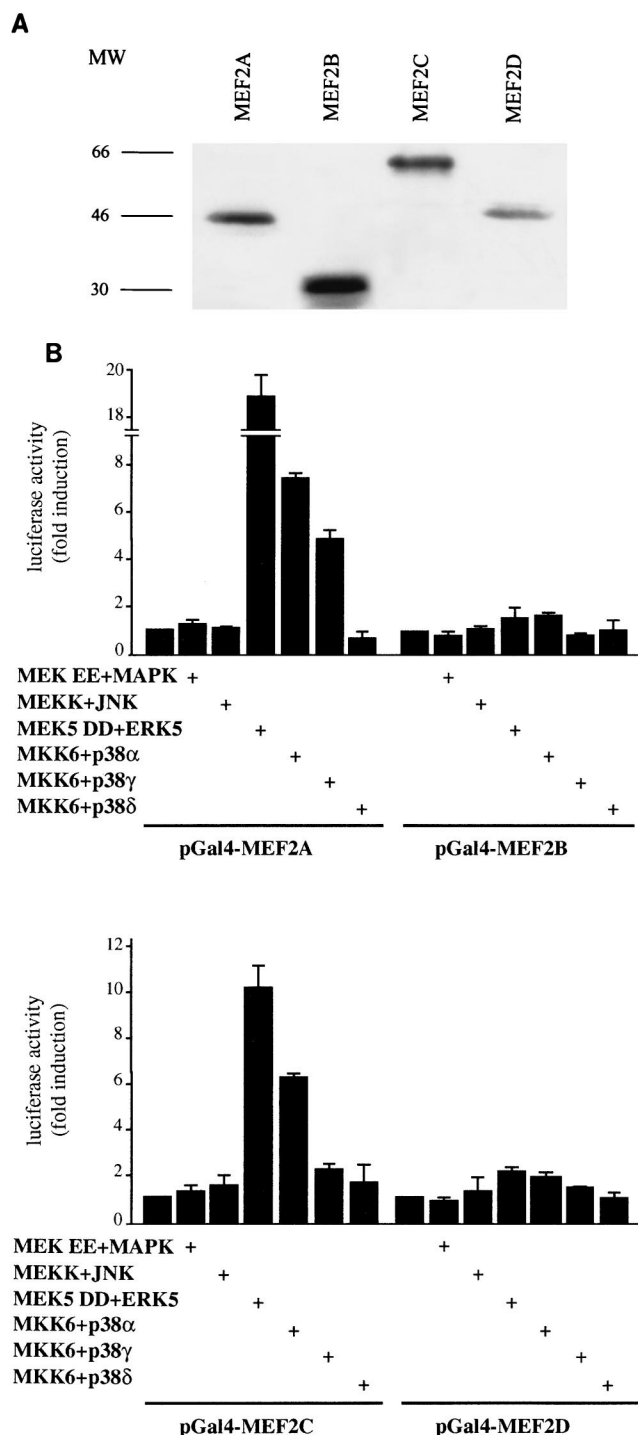 A
MW
MEF2A
MEF2B
MEF2C
MEF2D
66
46
30
B
luciferase activity
(fold induction)
20
18
8
6
4
2
0
MEK EE+MAPK + +
MEKK+JNK + +
MEK5 DD+ERK5 + +
MKK6+p38α + +
MKK6+p38γ + +
MKK6+p38δ + +
pGal4-MEF2A pGal4-MEF2B
luciferase activity
(fold induction)
12
10
8
6
4
2
0
MEK EE+MAPK + +
MEKK+JNK + +
MEK5 DD+ERK5 + +
MKK6+p38α + +
MKK6+p38γ + +
MKK6+p38δ + +
pGal4-MEF2C pGal4-MEF2D